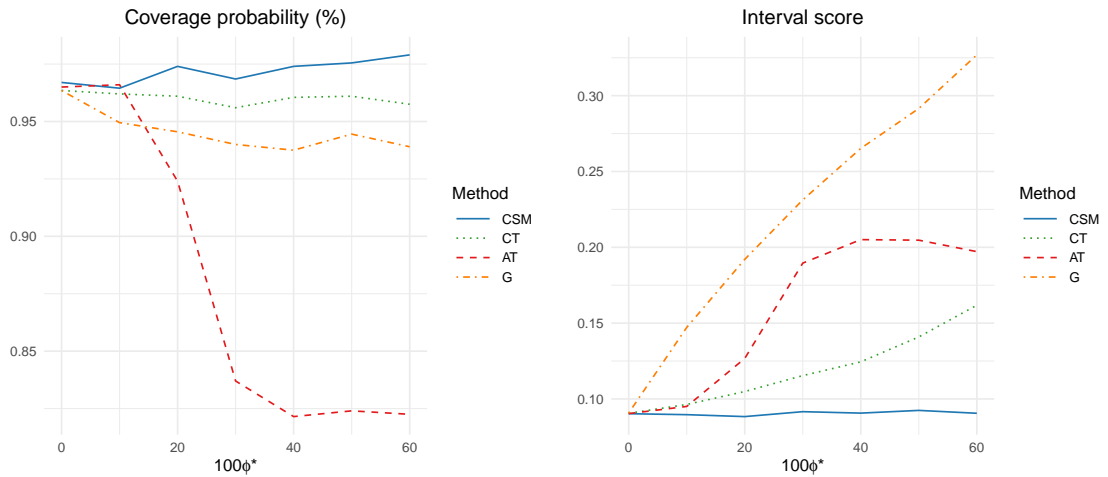 Coverage probability (%)
0.95
0.90
0.85
0
20
40
60
100ϕ*
Method
CSM
CT
AT
G
Interval score
0.30
0.25
0.20
0.15
0.10
0
20
40
60
100ϕ*
Method
CSM
CT
AT
G